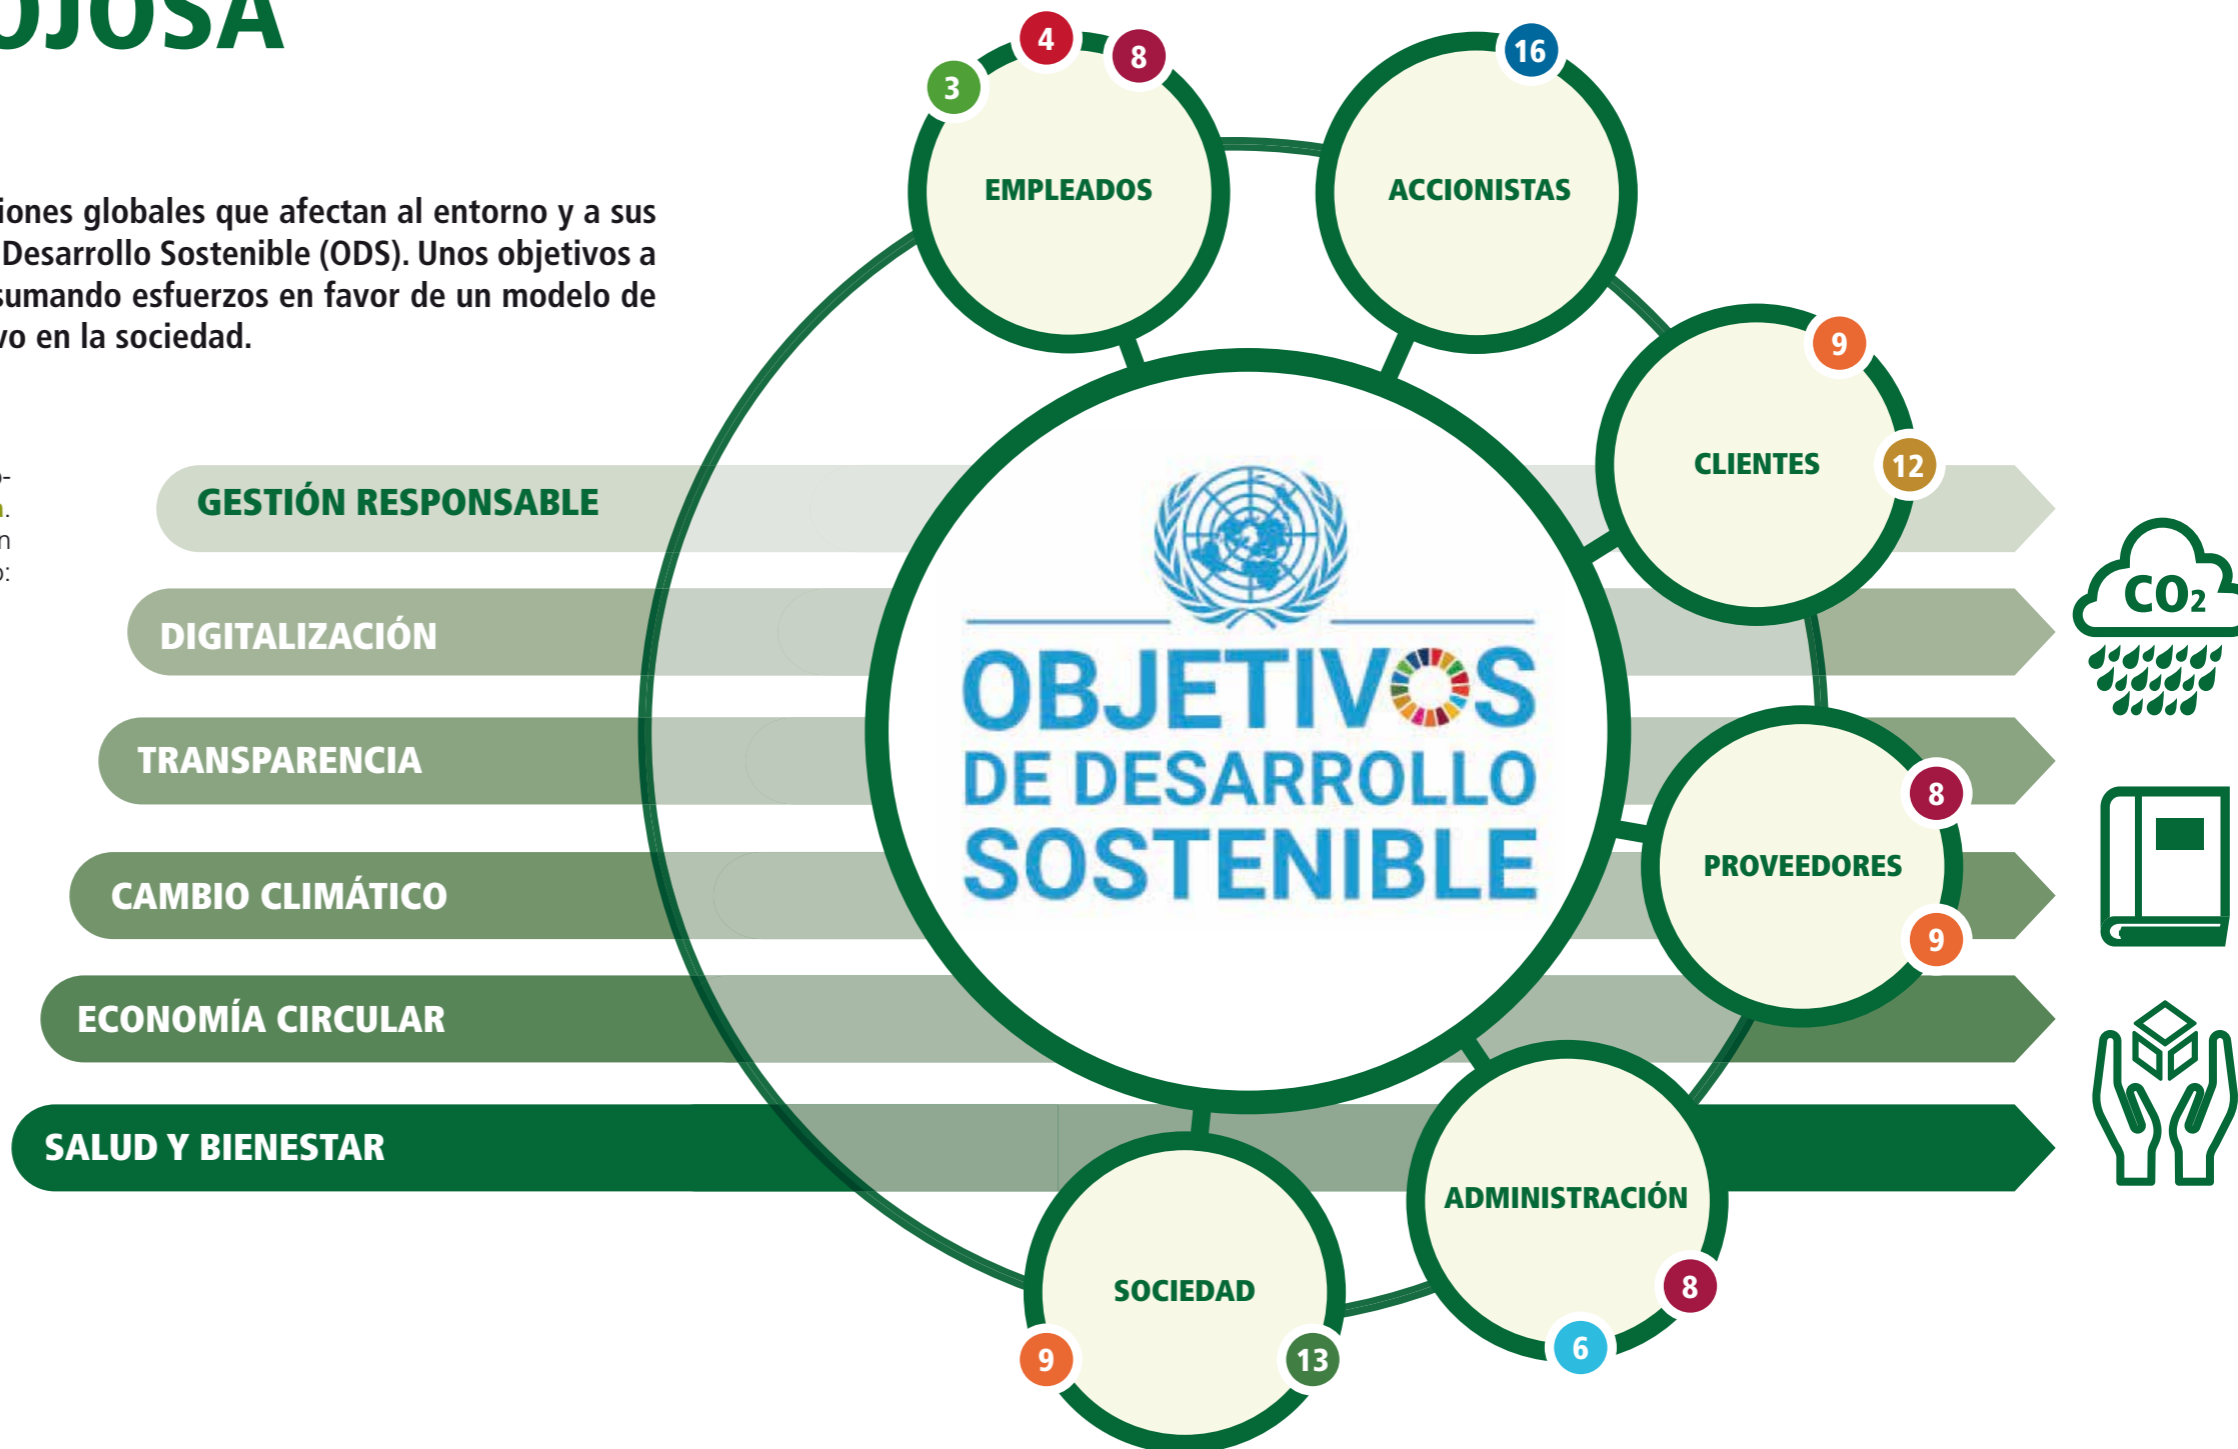 OJOSA
iones globales que afectan al entorno y a sus
Desarrollo Sostenible (ODS). Unos objetivos a
sumando esfuerzos en favor de un modelo de
vo en la sociedad.
o-
.
n
o:
GESTIÓN RESPONSABLE
DIGITALIZACIÓN
TRANSPARENCIA
CAMBIO CLIMÁTICO
ECONOMÍA CIRCULAR
SALUD Y BIENESTAR
3
4
8
EMPLEADOS
16
ACCIONISTAS
9
CLIENTES
12
OBJETIVOS
DE DESARROLLO
SOSTENIBLE
8
PROVEEDORES
9
ADMINISTRACIÓN
8
6
SOCIEDAD
9
13
CO₂